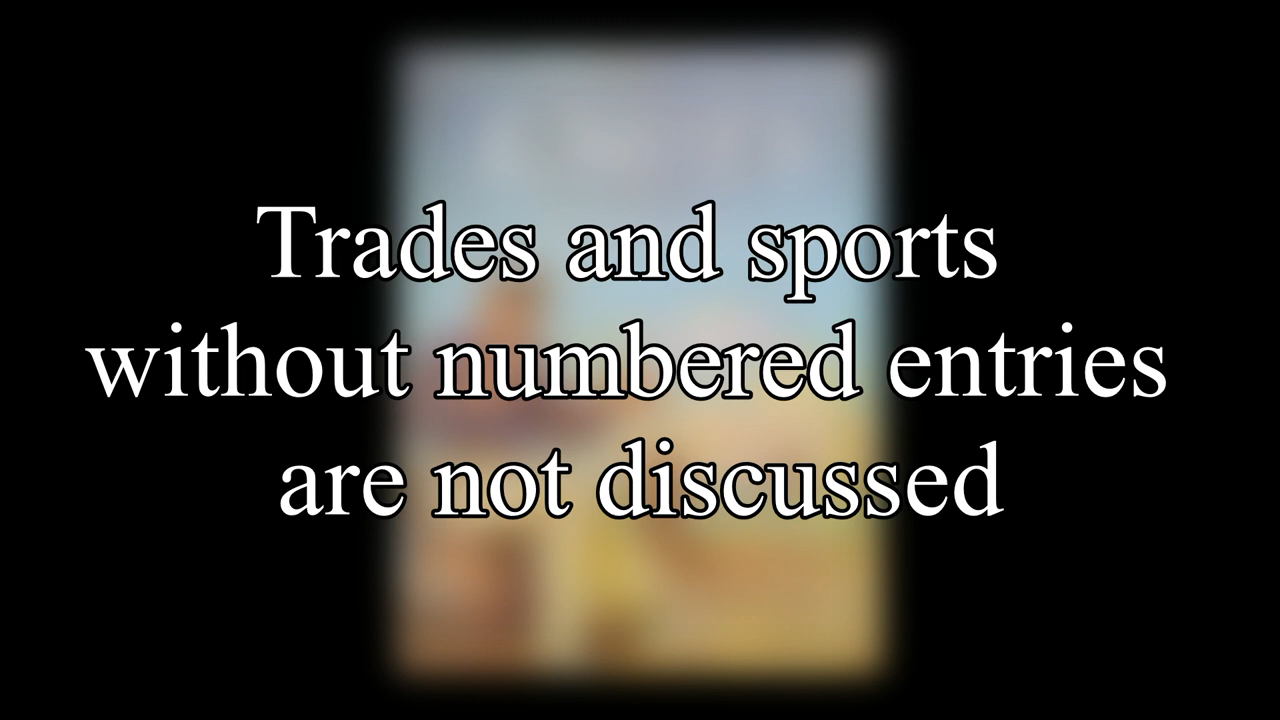 Trades and sports
without numbered entries
are not discussed